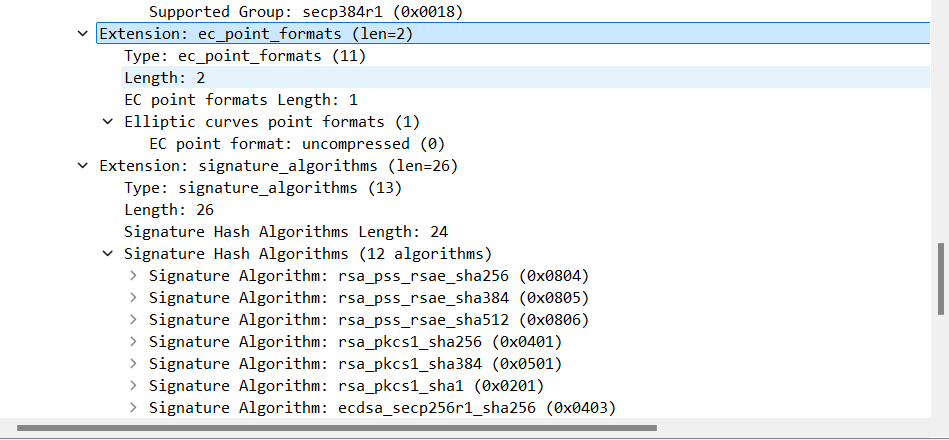 Supported Group: secp384r1 (0x0018)
Extension: ec_point_formats (len=2)
Type: ec_point_formats (11)
Length: 2
EC point formats Length: 1
Elliptic curves point formats (1)
EC point format: uncompressed (0)
Extension: signature_algorithms (len=26)
Type: signature_algorithms (13)
Length: 26
Signature Hash Algorithms Length: 24
Signature Hash Algorithms (12 algorithms)
Signature Algorithm: rsa_pss_rsae_sha256 (0x0804)
Signature Algorithm: rsa_pss_rsae_sha384 (0x0805)
Signature Algorithm: rsa_pss_rsae_sha512 (0x0806)
Signature Algorithm: rsa_pkcs1_sha256 (0x0401)
Signature Algorithm: rsa_pkcs1_sha384 (0x0501)
Signature Algorithm: rsa_pkcs1_sha1 (0x0201)
Signature Algorithm: ecdsa_secp256r1_sha256 (0x0403)